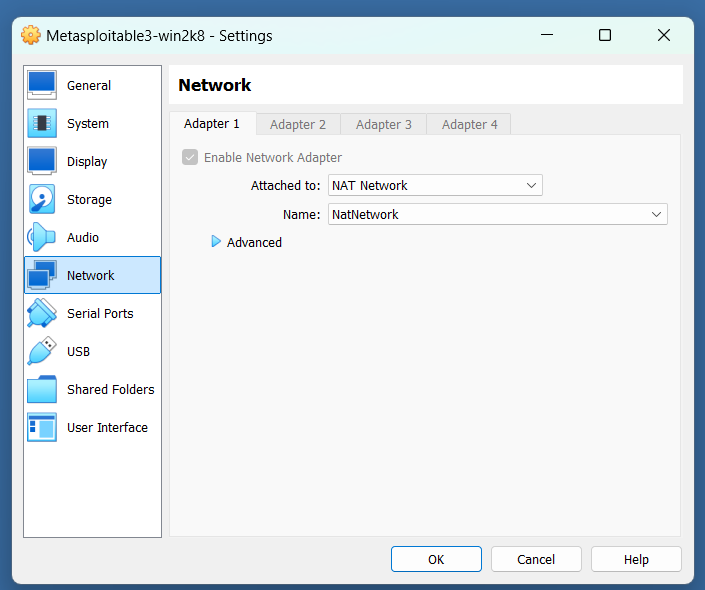 Metasploitable3-win2k8 - Settings
General
System
Display
Storage
Audio
Network
Serial Ports
USB
Shared Folders
User Interface
Network
Adapter 1 Adapter 2 Adapter 3 Adapter 4
Enable Network Adapter
Attached to: NAT Network
Name: NatNetwork
Advanced
OK Cancel Help